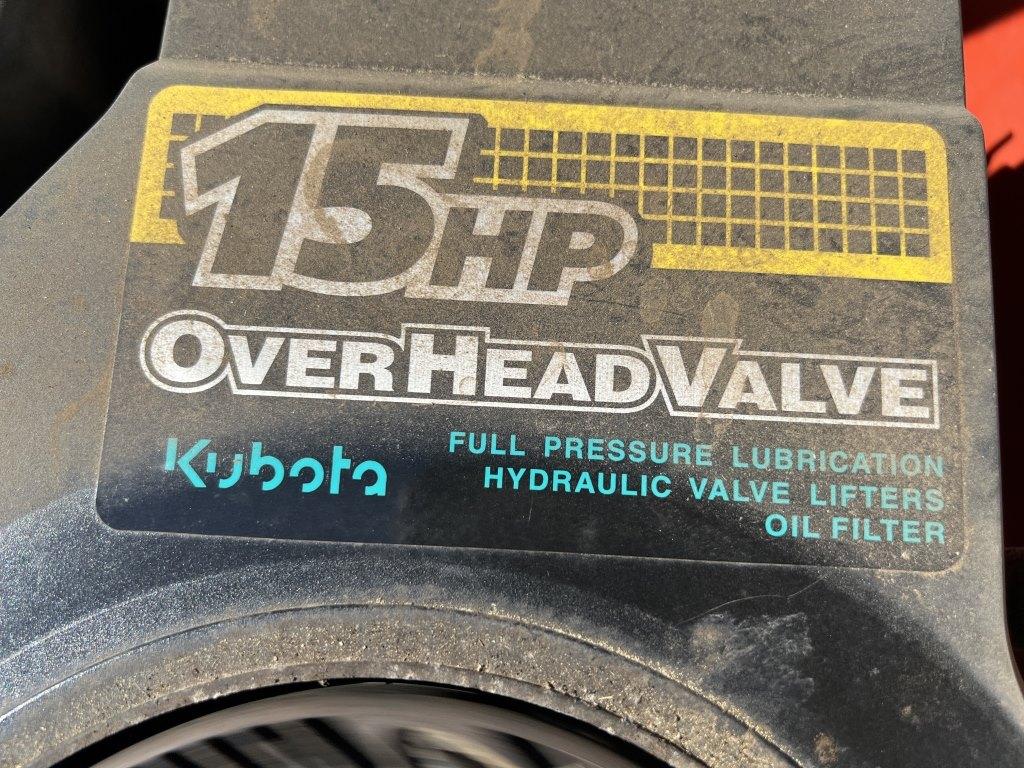 15HP
OVERHEADVALVE
Kubota
FULL PRESSURE LUBRICATION
HYDRAULIC VALVE LIFTERS
OIL FILTER